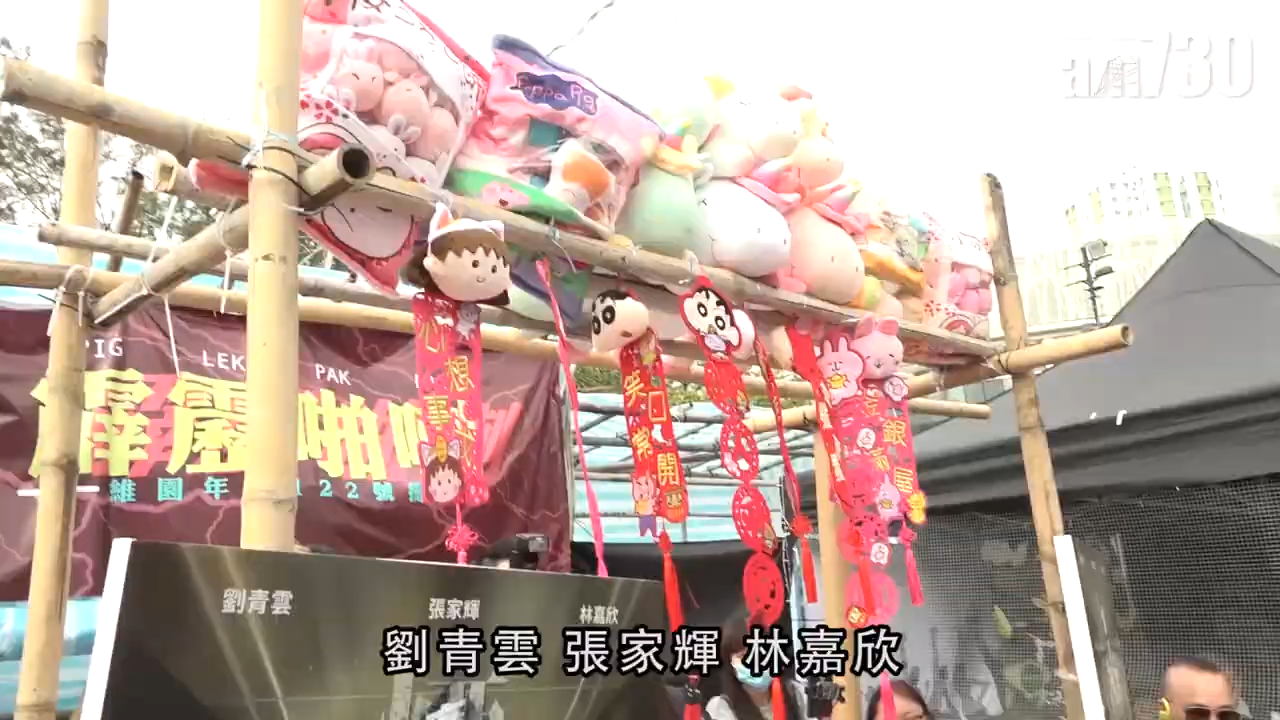 am730
Peppa Pig
PIG LEK PAK
霹靂啪
維園年 122號
心想事成
笑口常開
銀
屋
劉青雲 張家輝 林嘉欣
劉青雲 張家輝 林嘉欣